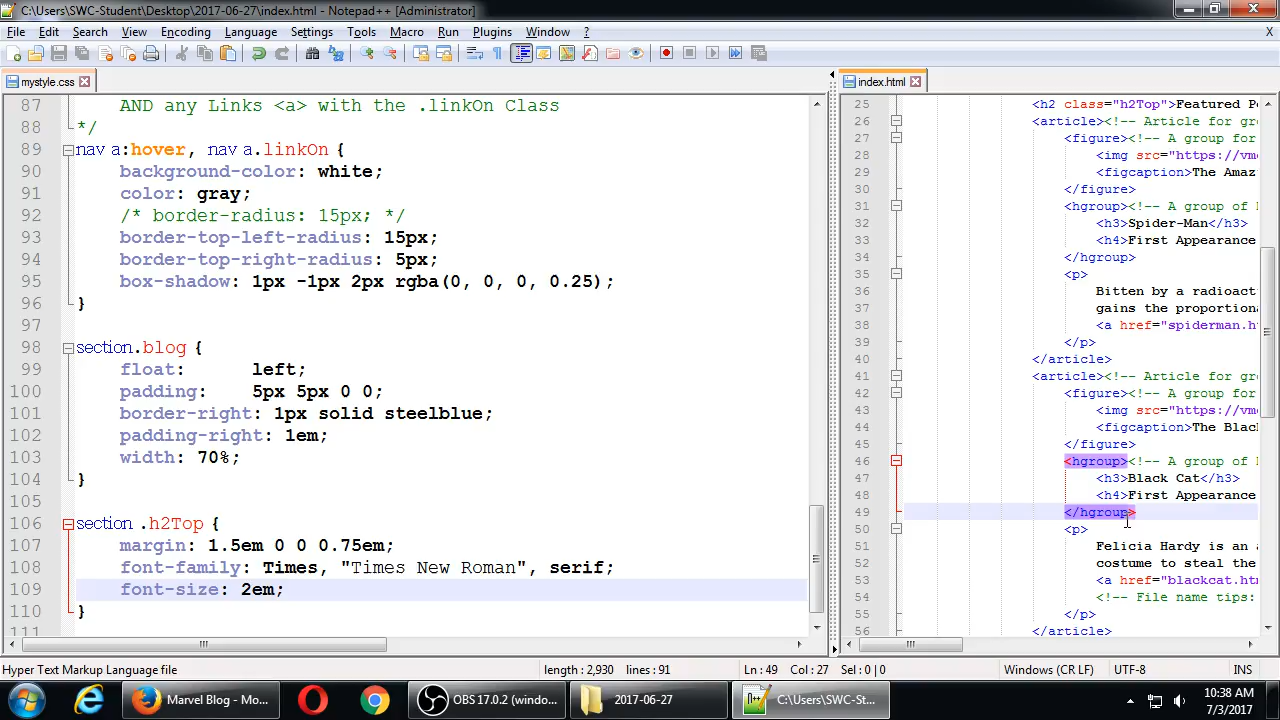 C:\Users\SWC-Student\Desktop\2017-06-27\index.html - Notepad++ [Administrator]
File Edit Search View Encoding Language Settings Tools Macro Run Plugins Window ? X
mystyle.css
87 AND any Links <a> with the .linkOn Class
88 */
89 nav a:hover, nav a.linkOn {
90 background-color: white;
91 color: gray;
92 /* border-radius: 15px; */
93 border-top-left-radius: 15px;
94 border-top-right-radius: 5px;
95 box-shadow: 1px -1px 2px rgba(0, 0, 0, 0.25);
96 }
97
98 section.blog {
99 float: left;
100 padding: 5px 5px 0 0;
101 border-right: 1px solid steelblue;
102 padding-right: 1em;
103 width: 70%;
104 }
105
106 section .h2Top {
107 margin: 1.5em 0 0 0.75em;
108 font-family: Times, "Times New Roman", serif;
109 font-size: 2em;
110 }
111
index.html
25 <h2 class="h2Top">Featured Po
26 <article><!-- Article for gro
27 <figure><!-- A group for
28 <img src="https://vmc
29 <figcaption>The Amaz
30 </figure>
31 <hgroup><!-- A group of H
32 <h3>Spider-Man</h3>
33 <h4>First Appearance
34 </hgroup>
35 <p>
36 Bitten by a radioact
37 gains the proportiona
38 <a href="spiderman.ht
39 </p>
40 </article>
41 <article><!-- Article for gro
42 <figure><!-- A group for
43 <img src="https://vmc
44 <figcaption>The Black
45 </figure>
46 <hgroup><!-- A group of H
47 <h3>Black Cat</h3>
48 <h4>First Appearance
49 </hgroup>
50 <p>
51 Felicia Hardy is an a
52 costume to steal the
53 <a href="blackcat.htm
54 <!-- File name tips:
55 </p>
56 </article>
Hyper Text Markup Language file length : 2,930 lines : 91 Ln : 49 Col : 27 Sel : 0 | 0 Windows (CR LF) UTF-8 INS
Marvel Blog - Mo... OBS 17.0.2 (windo... 2017-06-27 C:\Users\SWC-Stu... 10:38 AM
7/3/2017